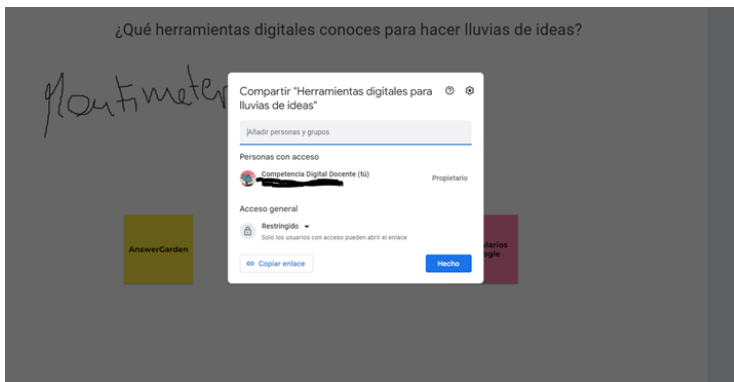 ¿Qué herramientas digitales conoces para hacer lluvias de ideas?
Mentimeter
Compartir "Herramientas digitales para
lluvias de ideas"
Añadir personas y grupos
Personas con acceso
Competencia Digital Docente (tú)
Propietario
Acceso general
Restringido
Solo los usuarios con acceso pueden abrir el enlace
Copiar enlace
Hecho
AnswerGarden
larios
ogle